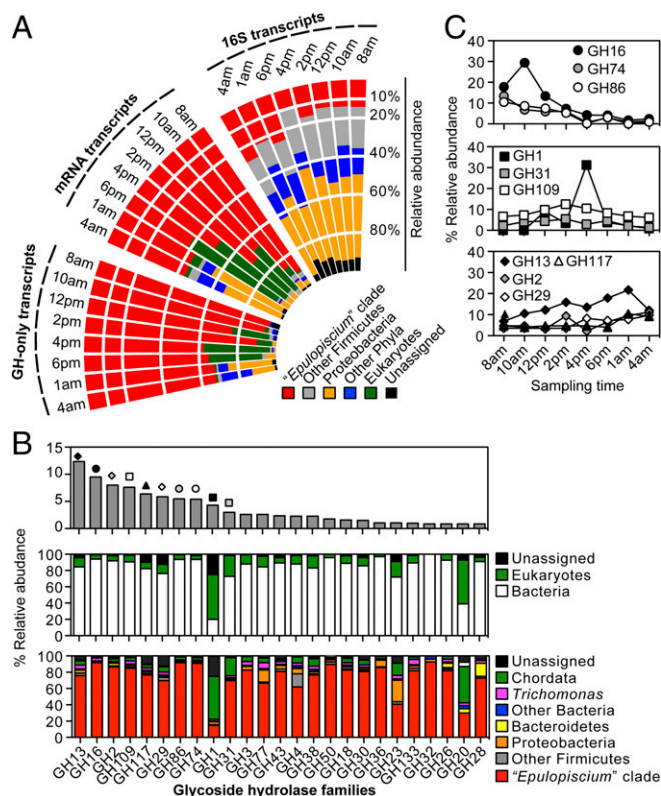 A
16S transcripts
4am 1am 6pm 4pm 2pm 12pm 10am 8am
10%
20%
40%
60%
80%
Relative abdundance
mRNA transcripts
8am
10am
12pm
2pm
4pm
6pm
1am
4am
GH-only transcripts
8am
10am
12pm
2pm
4pm
6pm
1am
4am
"Epulopiscium" clade
Other Firmicutes
Proteobacteria
Other Phyla
Eukaryotes
Unassigned
C
% Relative abundance
40
30
20
10
0
GH16
GH74
GH86
40
30
20
10
0
GH1
GH31
GH109
40
30
20
10
0
GH13 GH117
GH2
GH29
8am 10am 12pm 2pm 4pm 6pm 1am 4am
Sampling time
B
% Relative abudance
15
10
5
0
100
80
60
40
20
0
Unassigned
Eukaryotes
Bacteria
100
80
60
40
20
0
Unassigned
Chordata
Trichomonas
Other Bacteria
Bacteroidetes
Proteobacteria
Other Firmicutes
"Epulopiscium" clade
GH13 GH16 GH2 GH109 GH117 GH29 GH86 GH74 GH1 GH31 GH3 GH77 GH43 GH4 GH38 GH50 GH18 GH30 GH36 GH23 GH133 GH32 GH26 GH20 GH28
Glycoside hydrolase families